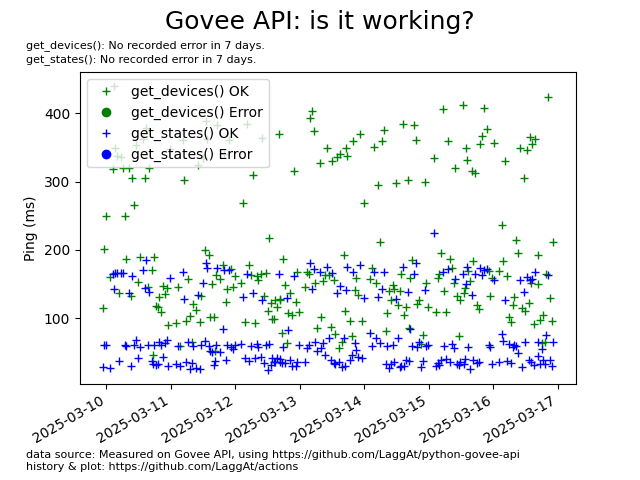 Govee API: is it working?
get_devices(): No recorded error in 7 days.
get_states(): No recorded error in 7 days.
get_devices() OK
get_devices() Error
get_states() OK
get_states() Error
Ping (ms)
400
300
200
100
2025-03-10
2025-03-11
2025-03-12
2025-03-13
2025-03-14
2025-03-15
2025-03-16
2025-03-17
data source: Measured on Govee API, using https://github.com/LaggAt/python-govee-api
history & plot: https://github.com/LaggAt/actions